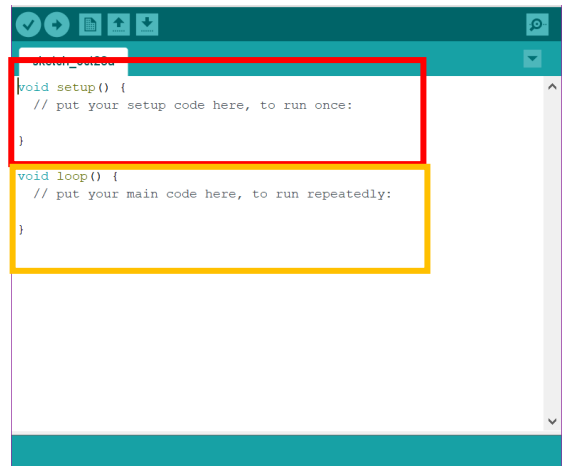 void setup() {
// put your setup code here, to run once:
}
void loop() {
// put your main code here, to run repeatedly:
}